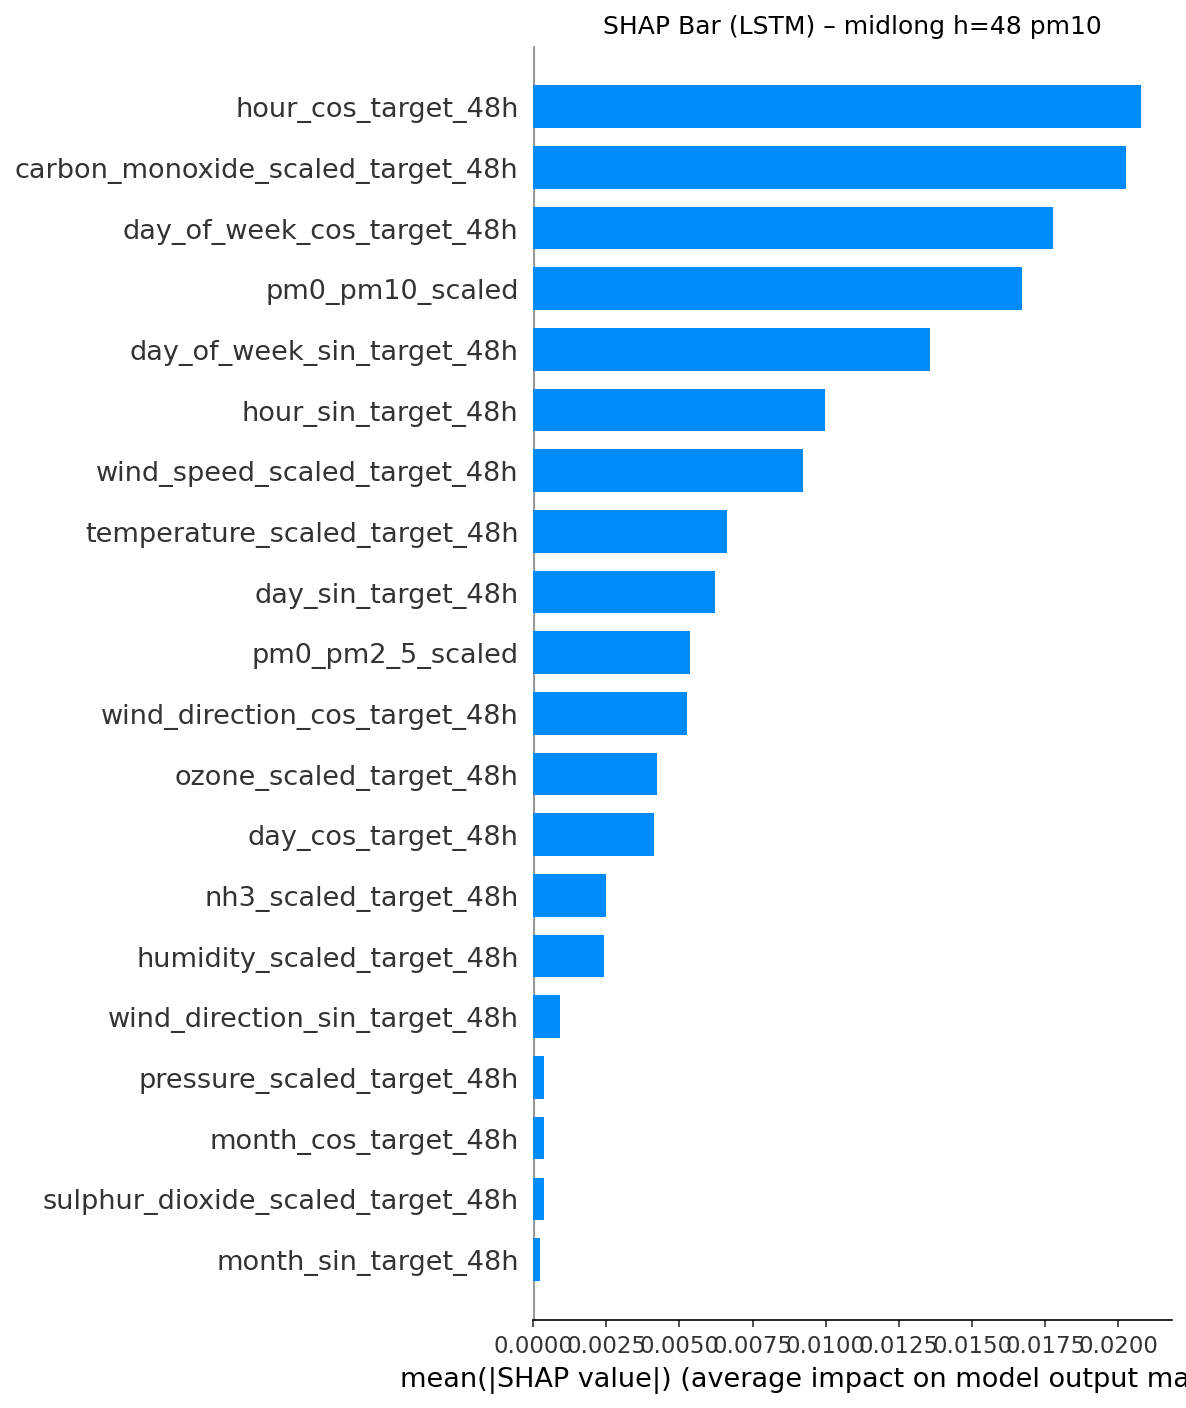 SHAP Bar (LSTM) – midlong h=48 pm10
hour_cos_target_48h
carbon_monoxide_scaled_target_48h
day_of_week_cos_target_48h
pm0_pm10_scaled
day_of_week_sin_target_48h
hour_sin_target_48h
wind_speed_scaled_target_48h
temperature_scaled_target_48h
day_sin_target_48h
pm0_pm2_5_scaled
wind_direction_cos_target_48h
ozone_scaled_target_48h
day_cos_target_48h
nh3_scaled_target_48h
humidity_scaled_target_48h
wind_direction_sin_target_48h
pressure_scaled_target_48h
month_cos_target_48h
sulphur_dioxide_scaled_target_48h
month_sin_target_48h
0.0000 0.0025 0.0050 0.0075 0.0100 0.0125 0.0150 0.0175 0.0200
mean(|SHAP value|) (average impact on model output ma